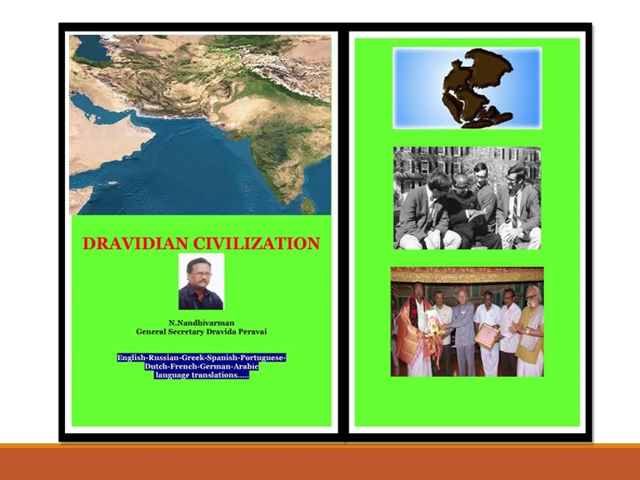 DRAVIDIAN CIVILIZATION
N.Nandhivarman
General Secretary Dravida Peravai
English-Russian-Greek-Spanish-Portuguese-
Dutch-French-German-Arabic
language translations.....